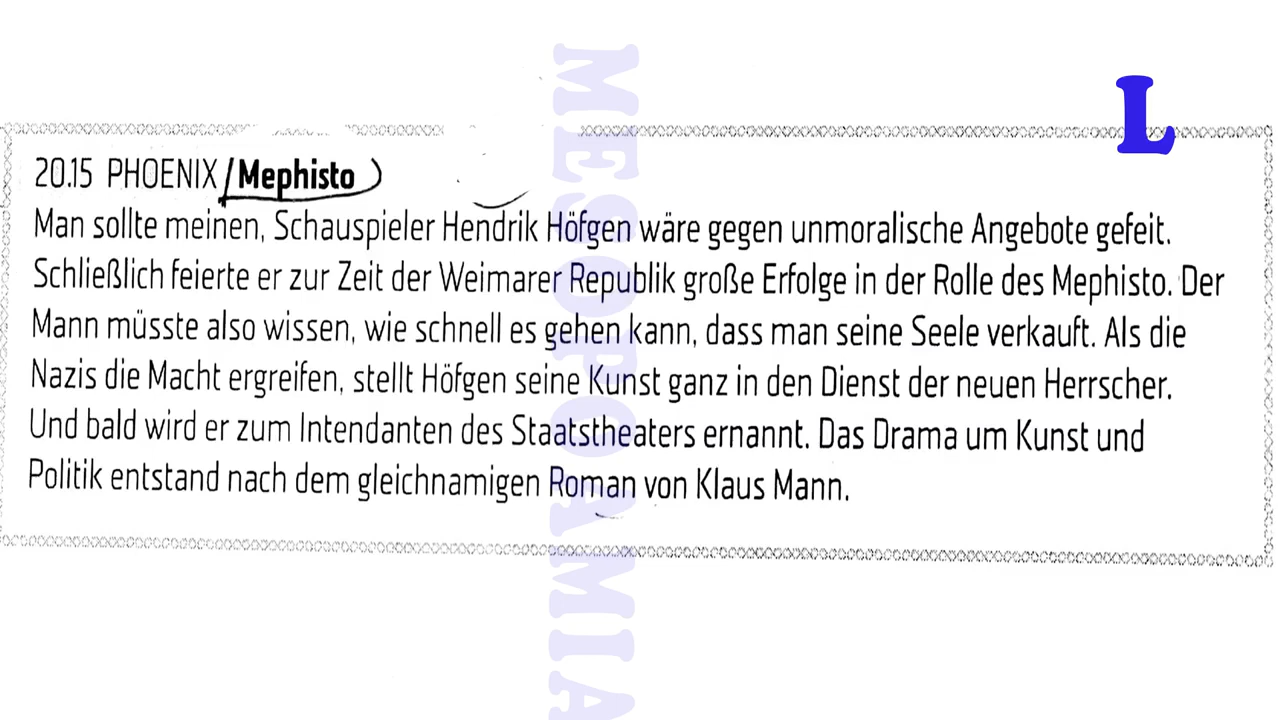 L
20.15 PHOENIX /Mephisto
Man sollte meinen, Schauspieler Hendrik Höfgen wäre gegen unmoralische Angebote gefeit.
Schließlich feierte er zur Zeit der Weimarer Republik große Erfolge in der Rolle des Mephisto. Der
Mann müsste also wissen, wie schnell es gehen kann, dass man seine Seele verkauft. Als die
Nazis die Macht ergreifen, stellt Höfgen seine Kunst ganz in den Dienst der neuen Herrscher.
Und bald wird er zum Intendanten des Staatstheaters ernannt. Das Drama um Kunst und
Politik entstand nach dem gleichnamigen Roman von Klaus Mann.
MESOPOAMIA